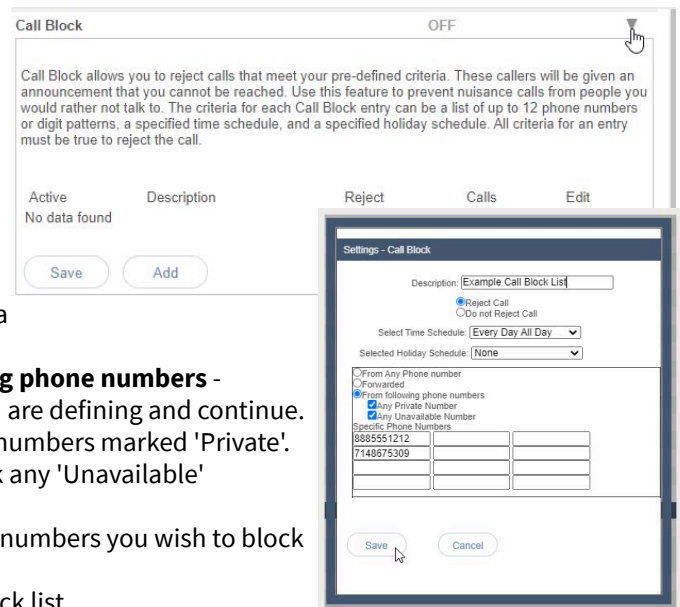 Call Block OFF
Call Block allows you to reject calls that meet your pre-defined criteria. These callers will be given an
announcement that you cannot be reached. Use this feature to prevent nuisance calls from people you
would rather not talk to. The criteria for each Call Block entry can be a list of up to 12 phone numbers
or digit patterns, a specified time schedule, and a specified holiday schedule. All criteria for an entry
must be true to reject the call.
Active Description Reject Calls Edit
No data found
Save Add
a
g phone numbers -
are defining and continue.
numbers marked 'Private'.
k any 'Unavailable'
numbers you wish to block
ck list
Settings - Call Block
Description: Example Call Block List
Reject Call
Do not Reject Call
Select Time Schedule: Every Day All Day
Selected Holiday Schedule: None
From Any Phone number
Forwarded
From following phone numbers
Any Private Number
Any Unavailable Number
Specific Phone Numbers
8885551212
7148675309
Save Cancel